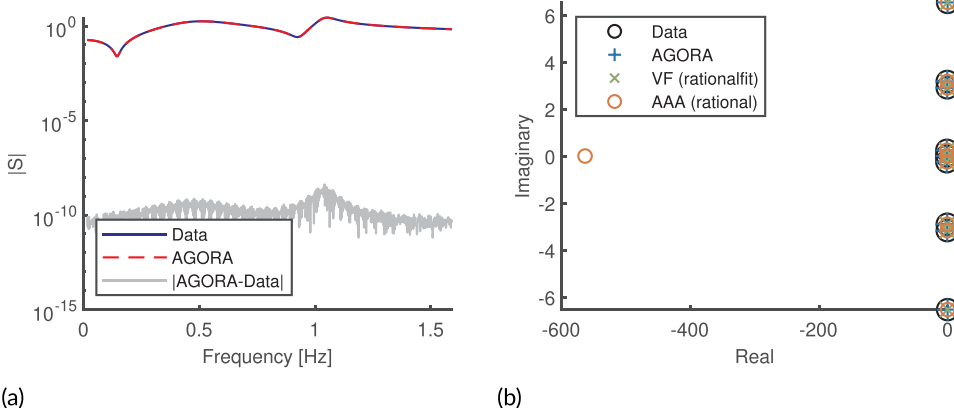 10^0
10^-5
10^-10
10^-15
|S|
Data
AGORA
|AGORA-Data|
0 0.5 1 1.5
Frequency [Hz]
(a)
6
4
2
0
-2
-4
-6
Imaginary
Data
AGORA
VF (rationalfit)
AAA (rational)
-600 -400 -200 0
Real
(b)